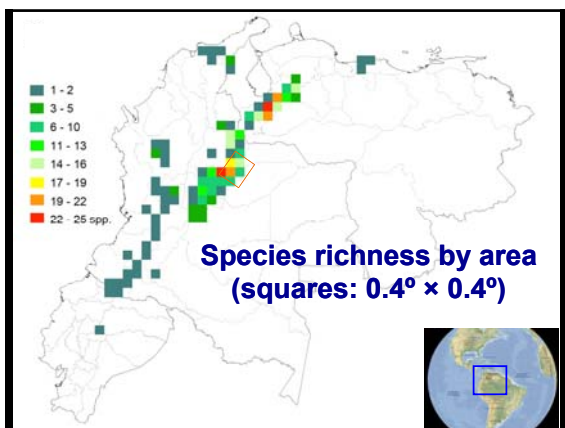 1 - 2
3 - 5
6 - 10
11 - 13
14 - 16
17 - 19
19 - 22
22 - 25 spp.
Species richness by area
(squares: 0.4º × 0.4º)